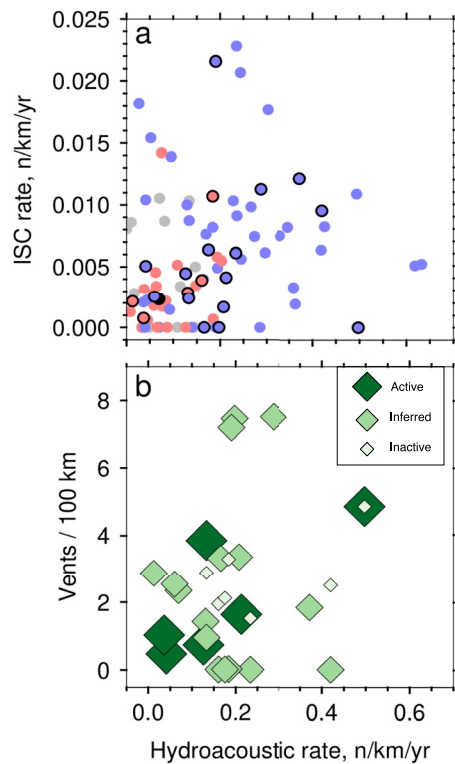 a
0.025
0.020
0.015
0.010
0.005
0.000
ISC rate, n/km/yr
b
Active
Inferred
Inactive
8
6
4
2
0
Vents / 100 km
0.0 0.2 0.4 0.6
Hydroacoustic rate, n/km/yr